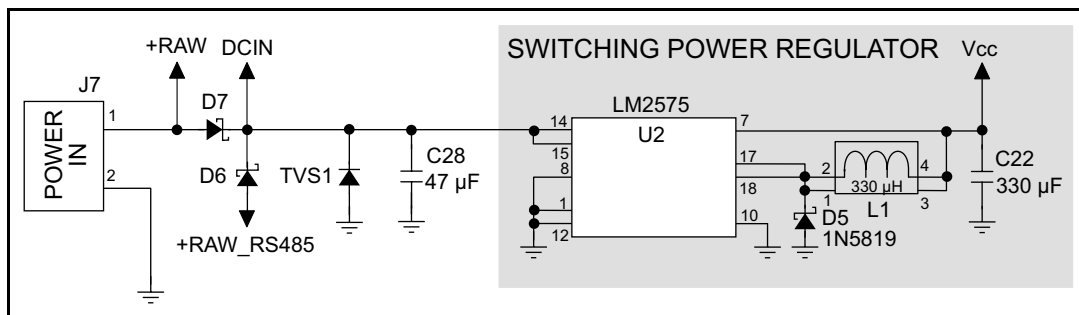 SWITCHING POWER REGULATOR
+RAW
DCIN
Vcc
J7
D7
LM2575
U2
POWER
IN
1
2
D6
TVS1
C28
47 µF
+RAW_RS485
14
15
8
1
12
7
17
18
10
2
4
330 µH
1
3
L1
D5
1N5819
C22
330 µF